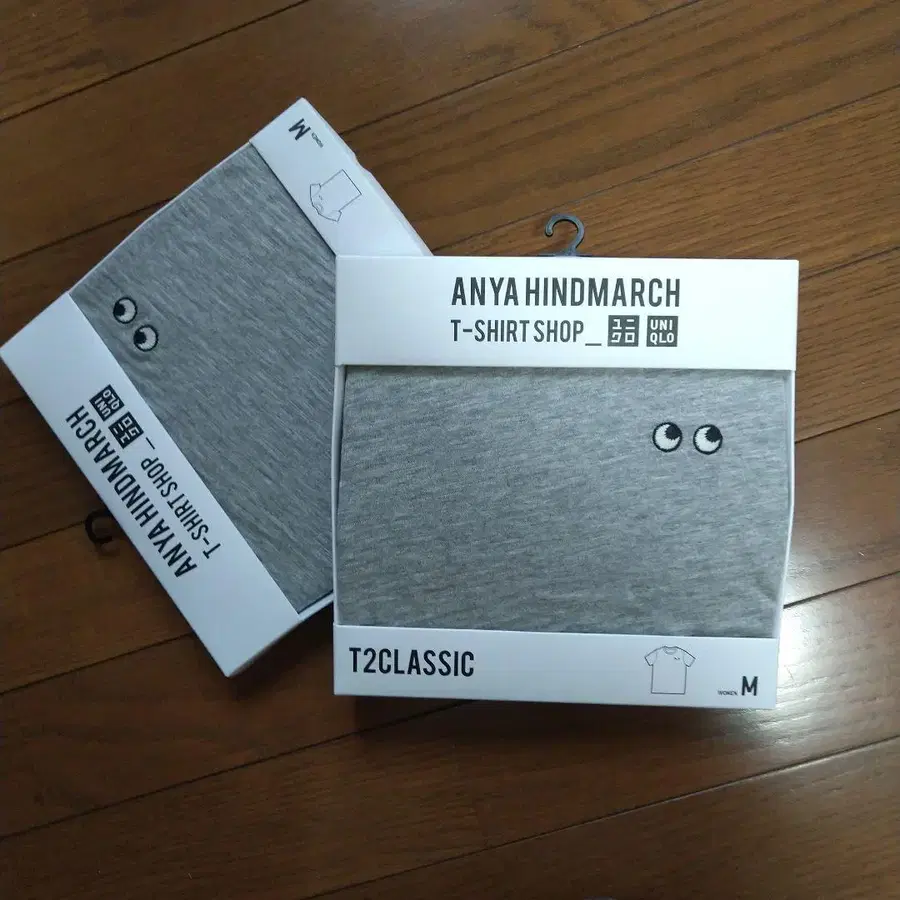 ANYA HINDMARCH
T-SHIRT SHOP_ ユニクロ UNIQLO
T2CLASSIC
WOMEN M
ANYA HINDMARCH
T-SHIRT SHOP_ ユニクロ UNIQLO
WOMEN M